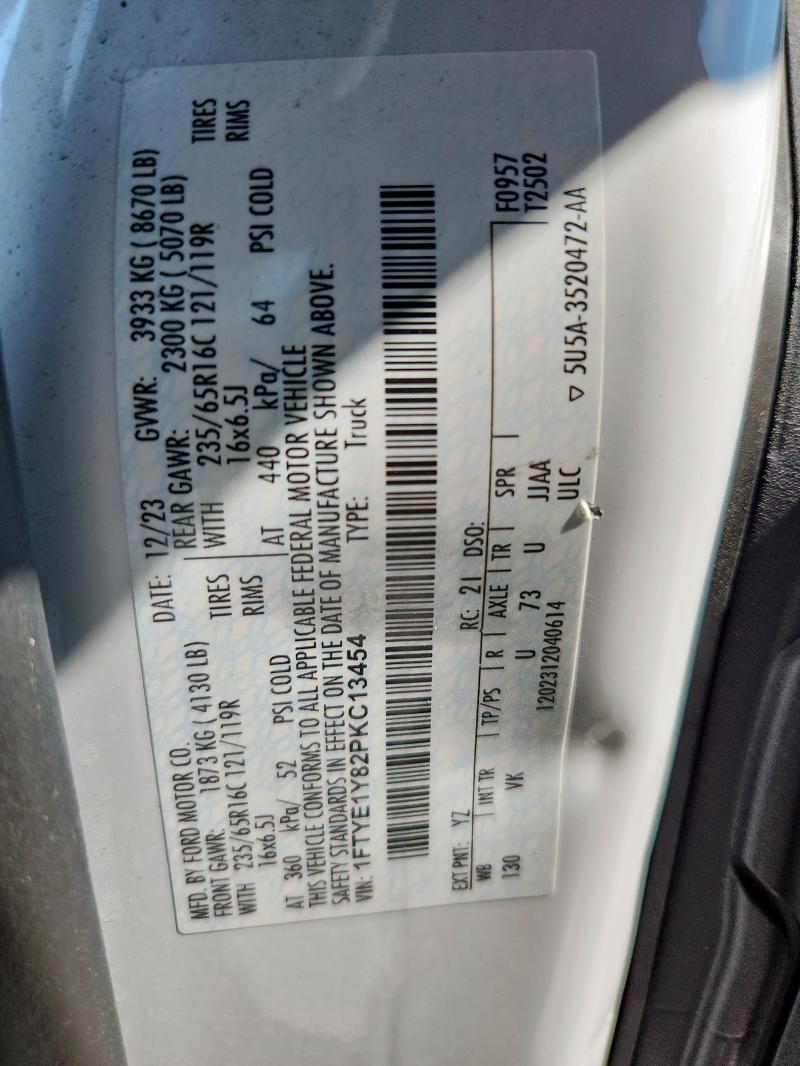 MFD. BY FORD MOTOR CO.
DATE: 12/23 GVWR: 3933 KG ( 8670 LB)
FRONT GAWR: 1873 KG ( 4130 LB) REAR GAWR: 2300 KG ( 5070 LB)
WITH 235/65R16C 121/119R TIRES WITH 235/65R16C 121/119R TIRES
16x6.5J RIMS 16x6.5J RIMS
AT 360 kPa/ 52 PSI COLD AT 440 kPa/ 64 PSI COLD
THIS VEHICLE CONFORMS TO ALL APPLICABLE FEDERAL MOTOR VEHICLE
SAFETY STANDARDS IN EFFECT ON THE DATE OF MANUFACTURE SHOWN ABOVE.
VIN: 1FTYE1Y82PKC13454 TYPE: Truck
EXT PNT: YZ RC: 21 DSO: F0957
WB INT TR TP/PS R AXLE TR SPR T2502
130 VK U 73 U JJAA
1202312040614 ULC ▽ 5U5A-3520472-AA